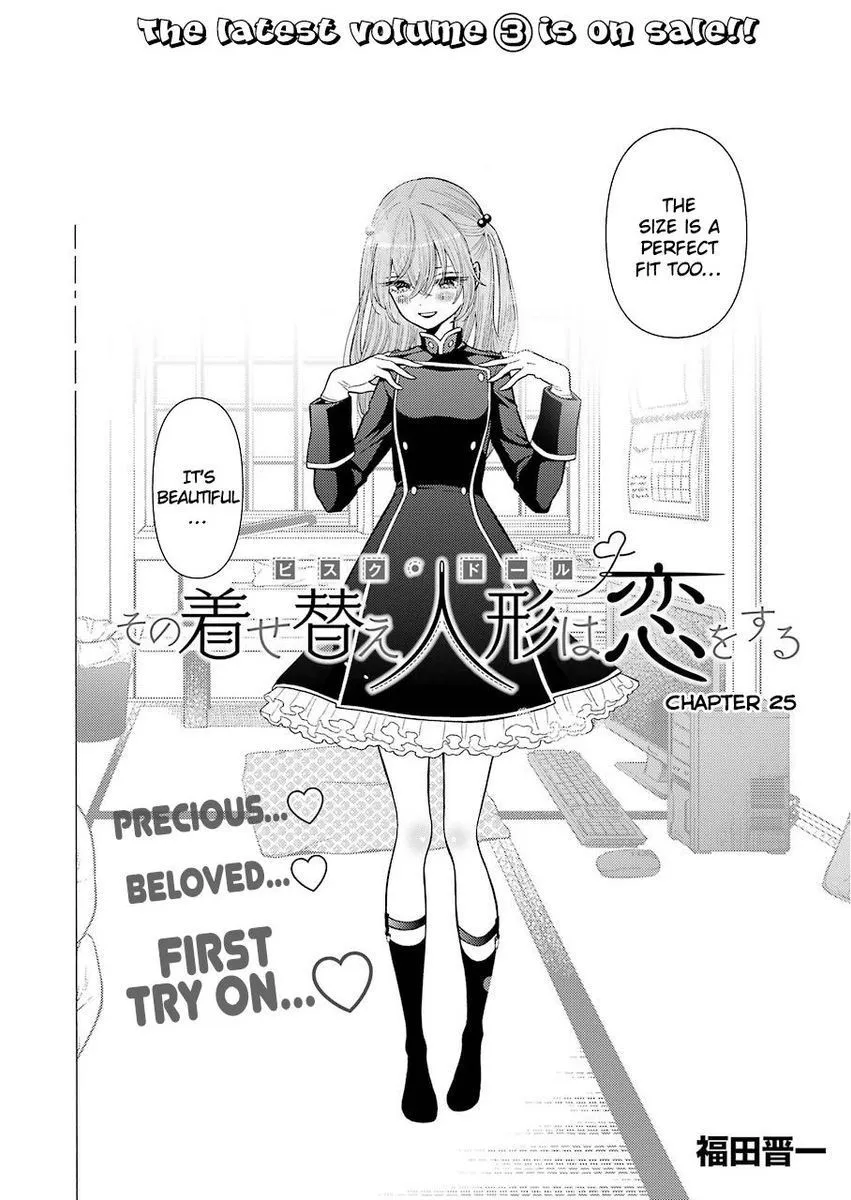 The latest volume ③ is on sale!!
THE
SIZE IS A
PERFECT
FIT TOO...
IT'S
BEAUTIFUL
...
ビスク・ドール
その着せ替え人形は恋をする
CHAPTER 25
PRECIOUS...♡
BELOVED...♡
FIRST
TRY ON...♡
福田晋一